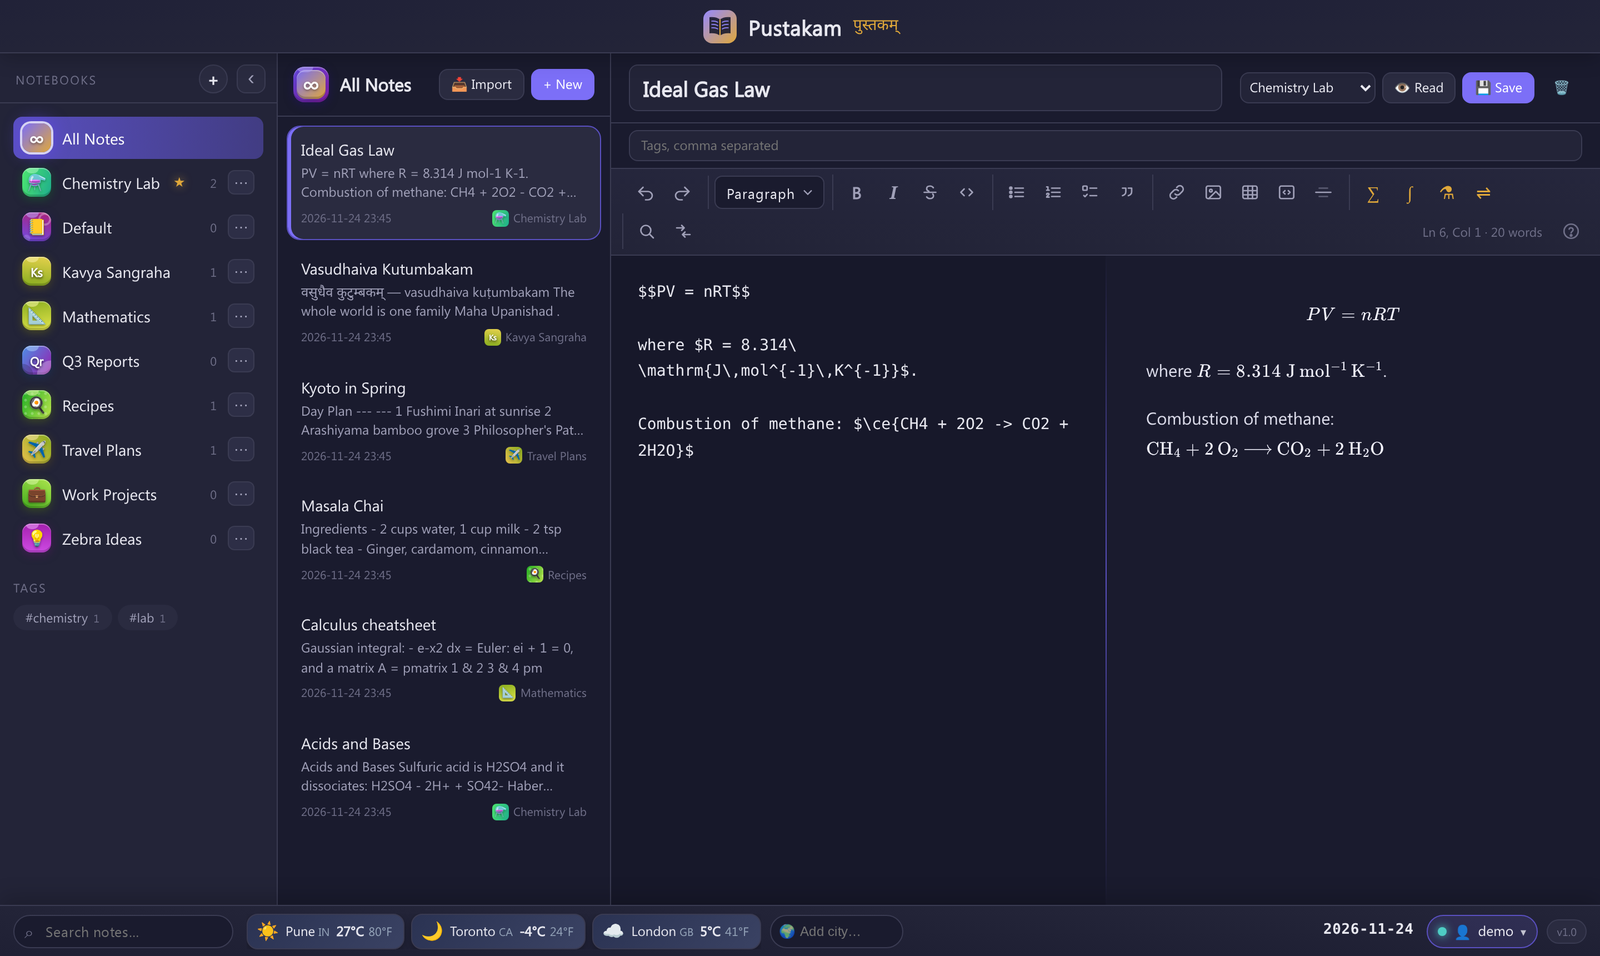 Pustakam पुस्तकम्
NOTEBOOKS
All Notes
Chemistry Lab ★ 2
Default 0
Kavya Sangraha 1
Mathematics 1
Q3 Reports 0
Recipes 1
Travel Plans 1
Work Projects 0
Zebra Ideas 0
TAGS
#chemistry 1 #lab 1
All Notes Import + New
Ideal Gas Law
PV = nRT where R = 8.314 J mol-1 K-1.
Combustion of methane: CH4 + 2O2 - CO2 +...
2026-11-24 23:45 Chemistry Lab
Vasudhaiva Kutumbakam
वसुधैव कुटुम्बकम् — vasudhaiva kuṭumbakam The
whole world is one family Maha Upanishad .
2026-11-24 23:45 Ks Kavya Sangraha
Kyoto in Spring
Day Plan --- --- 1 Fushimi Inari at sunrise 2
Arashiyama bamboo grove 3 Philosopher's Pat...
2026-11-24 23:45 Travel Plans
Masala Chai
Ingredients - 2 cups water, 1 cup milk - 2 tsp
black tea - Ginger, cardamom, cinnamon...
2026-11-24 23:45 Recipes
Calculus cheatsheet
Gaussian integral: - e-x2 dx = Euler: ei + 1 = 0,
and a matrix A = pmatrix 1 & 2 3 & 4 pm
2026-11-24 23:45 Mathematics
Acids and Bases
Acids and Bases Sulfuric acid is H2SO4 and it
dissociates: H2SO4 - 2H+ + SO42- Haber...
2026-11-24 23:45 Chemistry Lab
Ideal Gas Law Chemistry Lab Read Save
Tags, comma separated
Paragraph B I S
Ln 6, Col 1 · 20 words
$$PV = nRT$$
where $R = 8.314\
\mathrm{J\,mol^{-1}\,K^{-1}}$.
Combustion of methane: $\ce{CH4 + 2O2 -> CO2 +
2H2O}$
PV = nRT
where R = 8.314 J mol⁻¹ K⁻¹.
Combustion of methane:
CH₄ + 2 O₂ ⟶ CO₂ + 2 H₂O
Search notes...
Pune IN 27°C 80°F
Toronto CA -4°C 24°F
London GB 5°C 41°F
Add city...
2026-11-24 demo v1.0